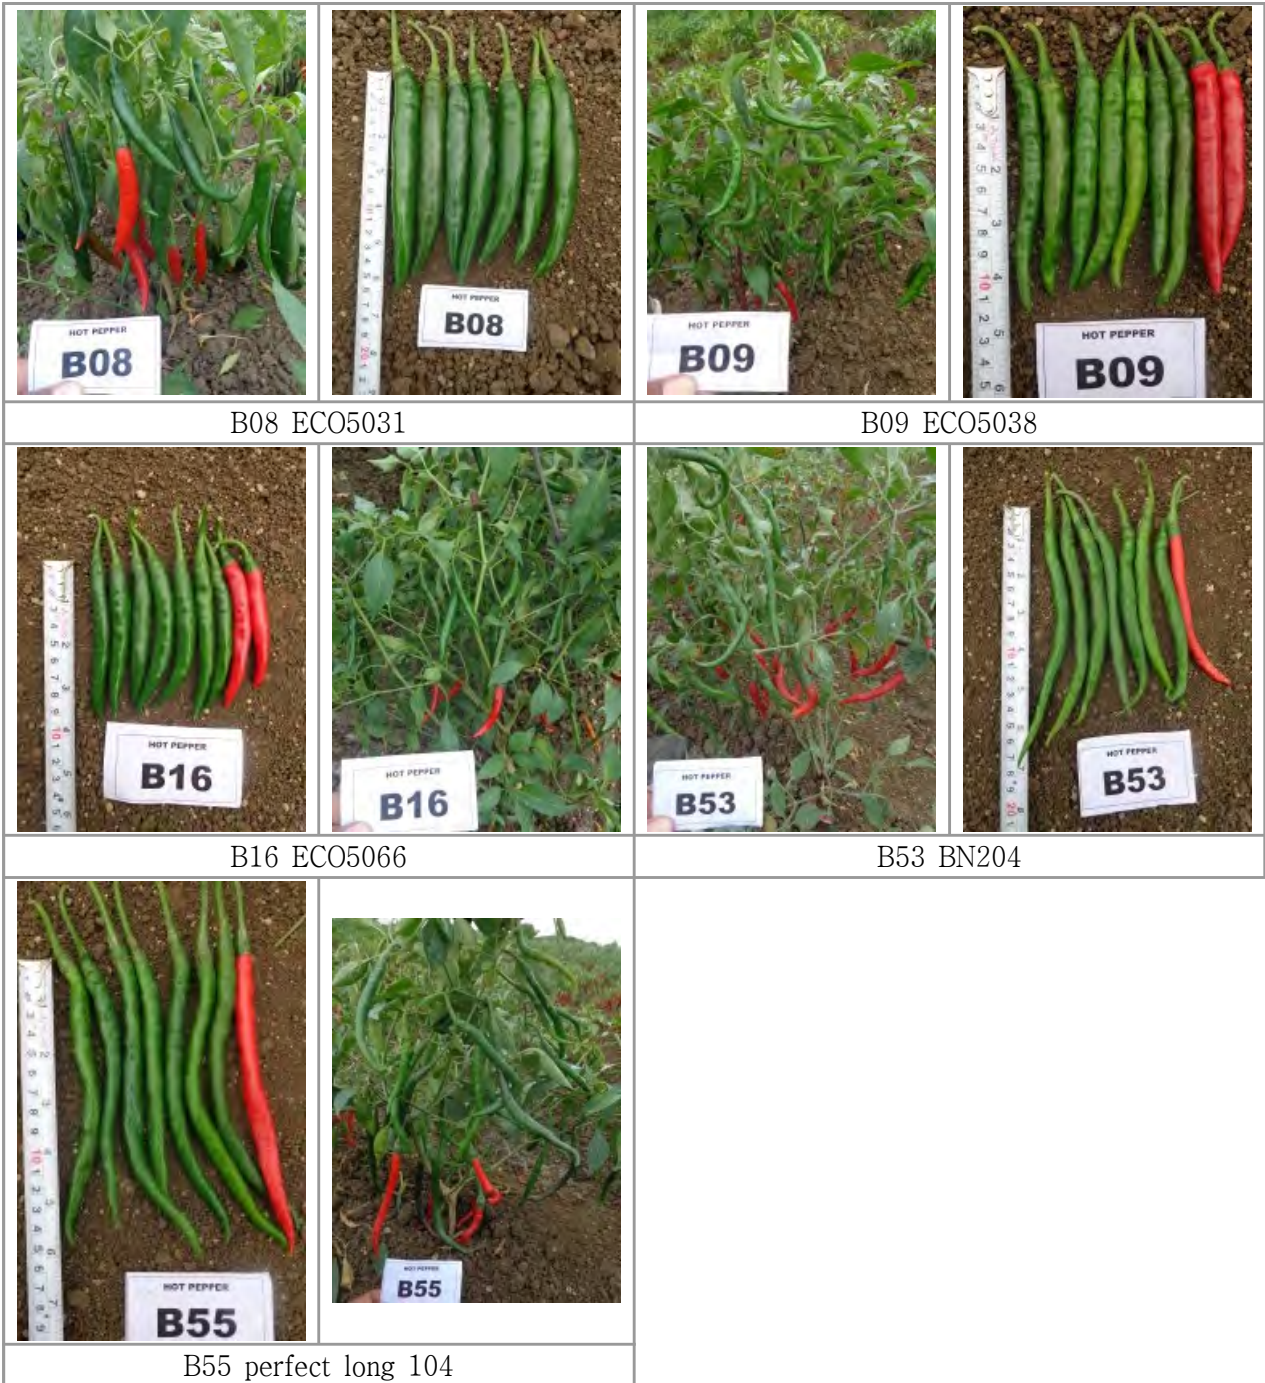 HOT PEPPER
B08
HOT PEPPER
B08
HOT PEPPER
B09
HOT PEPPER
B09
B08 ECO5031
B09 ECO5038
HOT PEPPER
B16
HOT PEPPER
B16
HOT PEPPER
B53
HOT PEPPER
B53
B16 ECO5066
B53 BN204
HOT PEPPER
B55
HOT PEPPER
B55
B55 perfect long 104